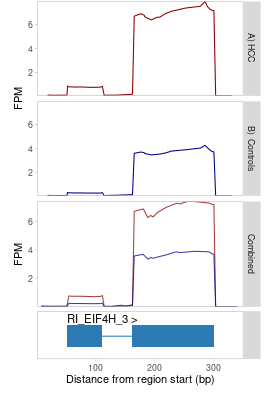 6
4
2
FPM
A) HCC
6
4
2
B) Controls
6
4
2
FPM
Combined
RI_EIF4H_3 >
100
200
300
Distance from region start (bp)